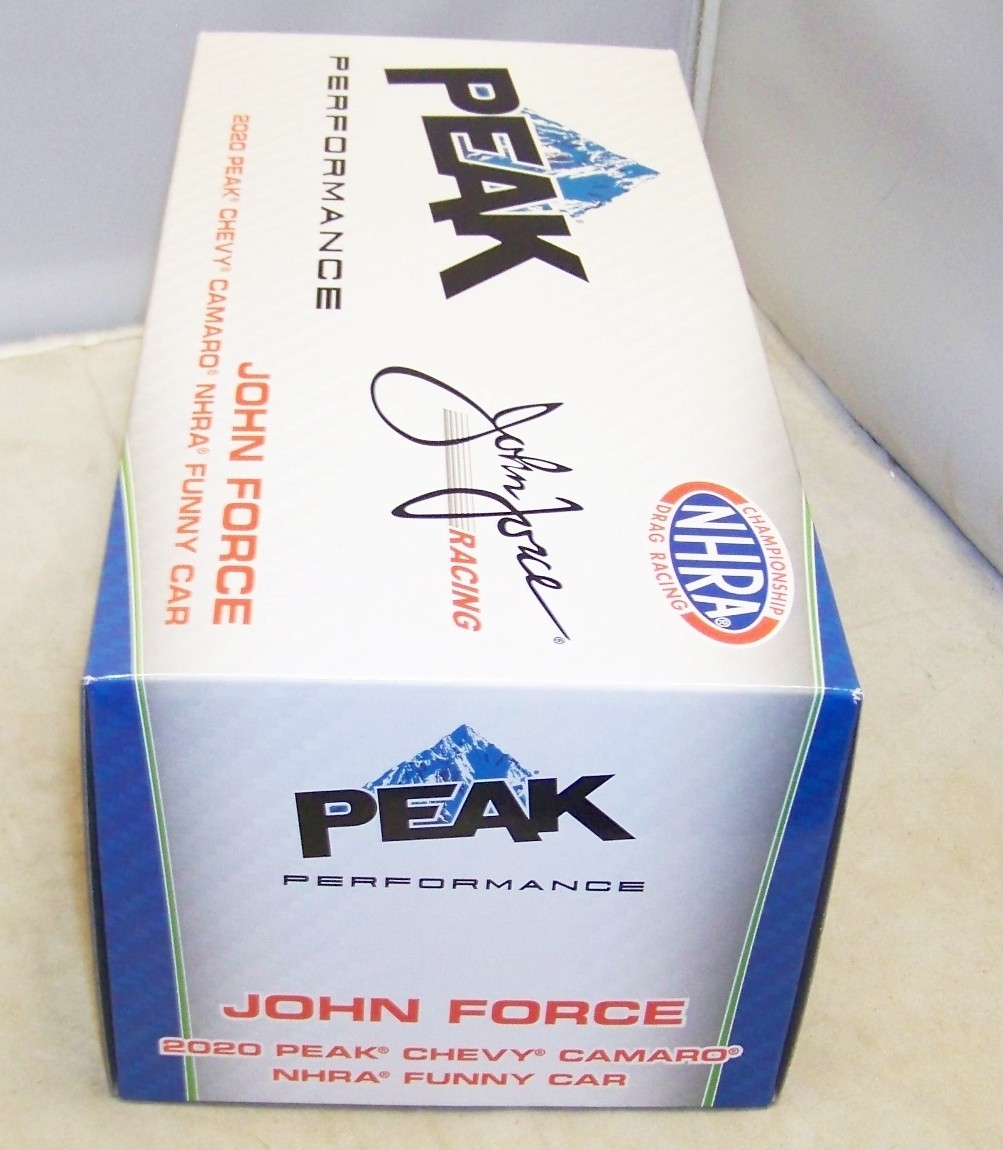 PEAK
PERFORMANCE
John Force®
RACING
CHAMPIONSHIP
NHRA®
DRAG RACING
JOHN FORCE
2020 PEAK® CHEVY® CAMARO® NHRA® FUNNY CAR
PEAK
PERFORMANCE
JOHN FORCE
2020 PEAK® CHEVY® CAMARO®
NHRA® FUNNY CAR